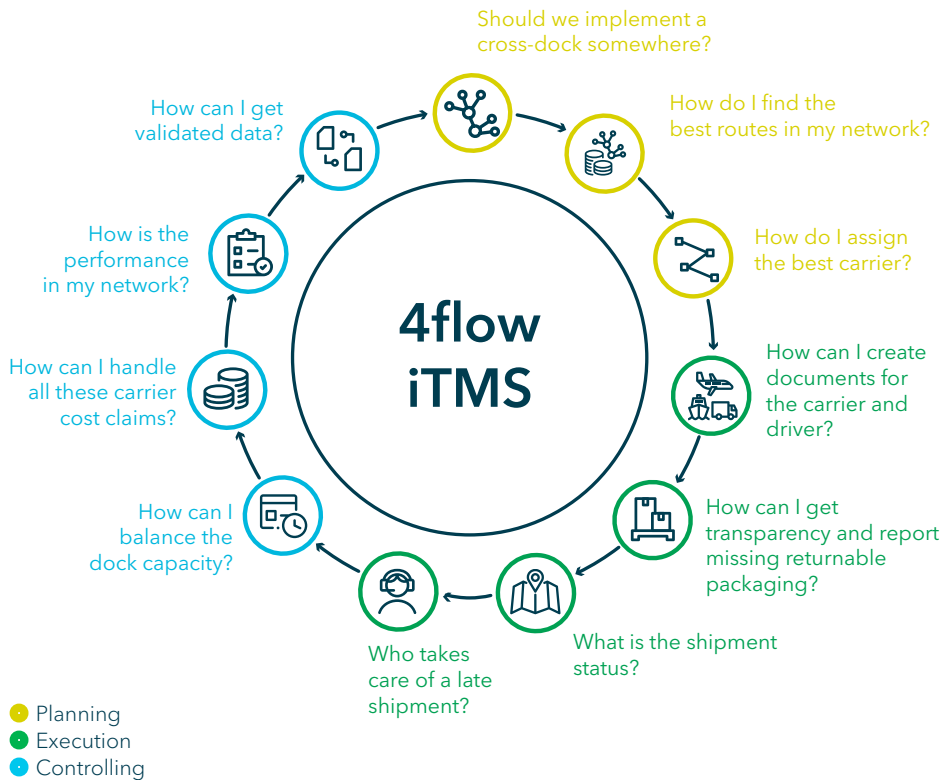 Should we implement a
cross-dock somewhere?
How do I find the
best routes in my network?
How do I assign
the best carrier?
How can I create
documents for
the carrier and
driver?
How can I get
transparency and report
missing returnable
packaging?
What is the shipment
status?
Who takes
care of a late
shipment?
How can I
balance the
dock capacity?
How can I handle
all these carrier
cost claims?
How is the
performance
in my network?
How can I get
validated data?
4flow
iTMS
Planning
Execution
Controlling